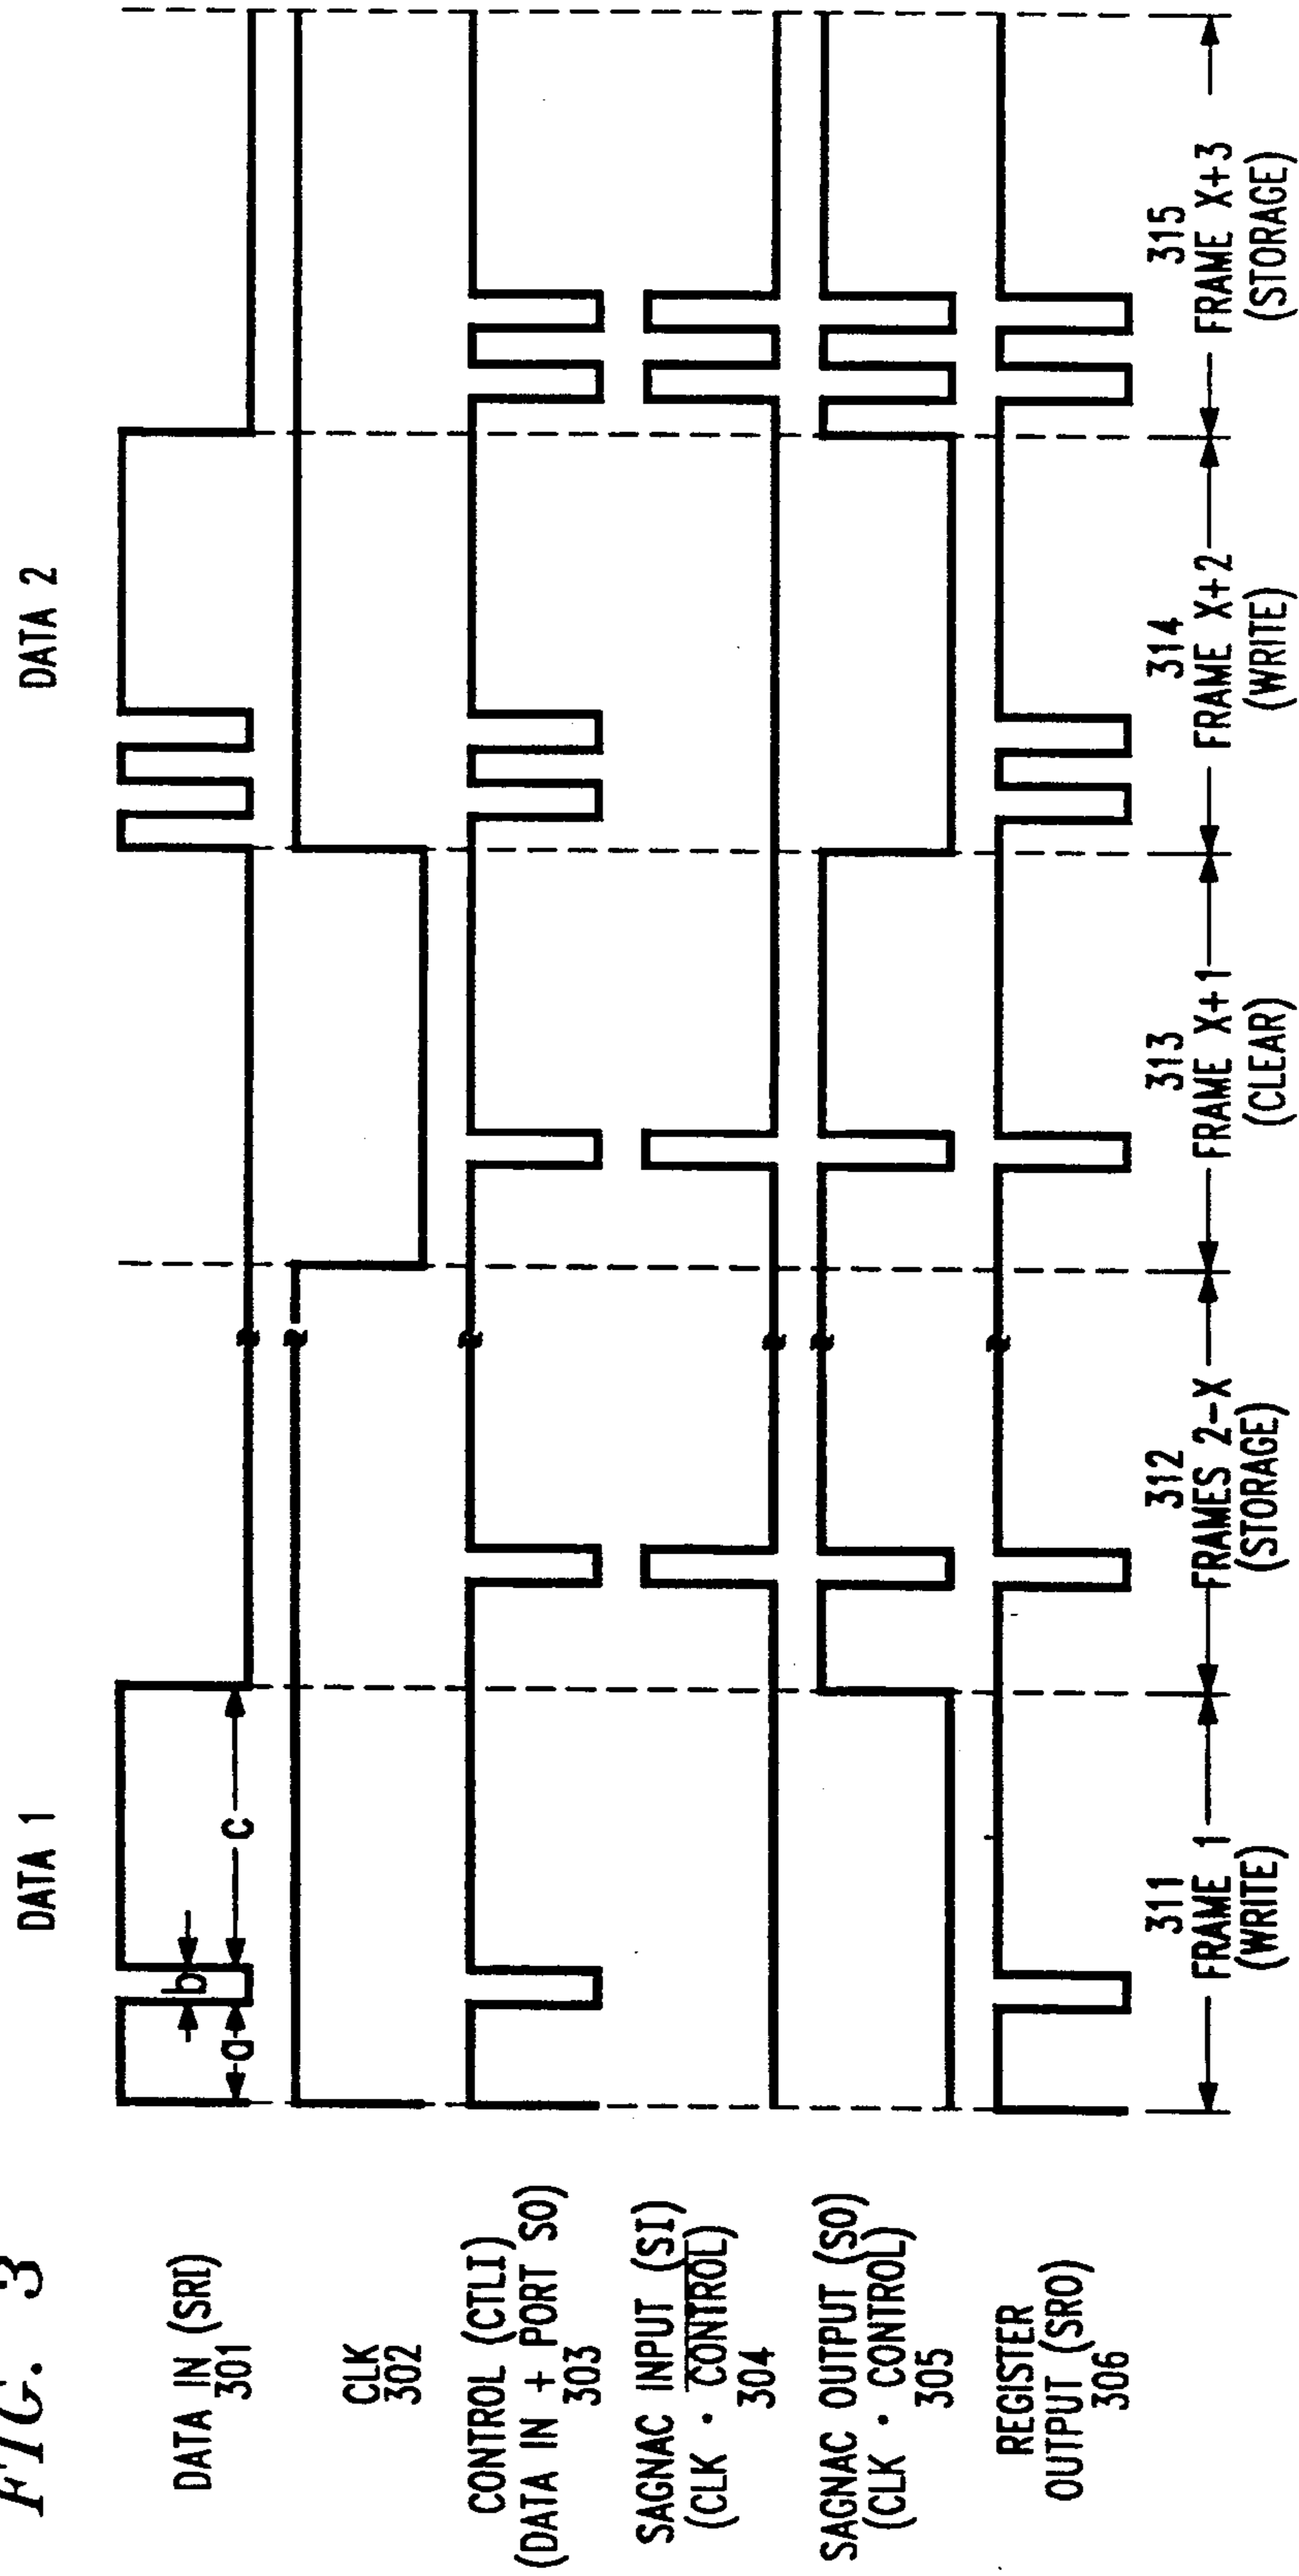 FIG. 3
DATA 1
DATA 2
DATA IN (SRI)
301
a
b
c
CLK
302
CONTROL (CTLI)
(DATA IN + PORT SO)
303
SAGNAC INPUT (SI)
(CLK · CONTROL)
304
SAGNAC OUTPUT (SO)
(CLK · CONTROL)
305
REGISTER
OUTPUT (SRO)
306
311
FRAME 1
(WRITE)
312
FRAMES 2-X
(STORAGE)
313
FRAME X+1
(CLEAR)
314
FRAME X+2
(WRITE)
315
FRAME X+3
(STORAGE)